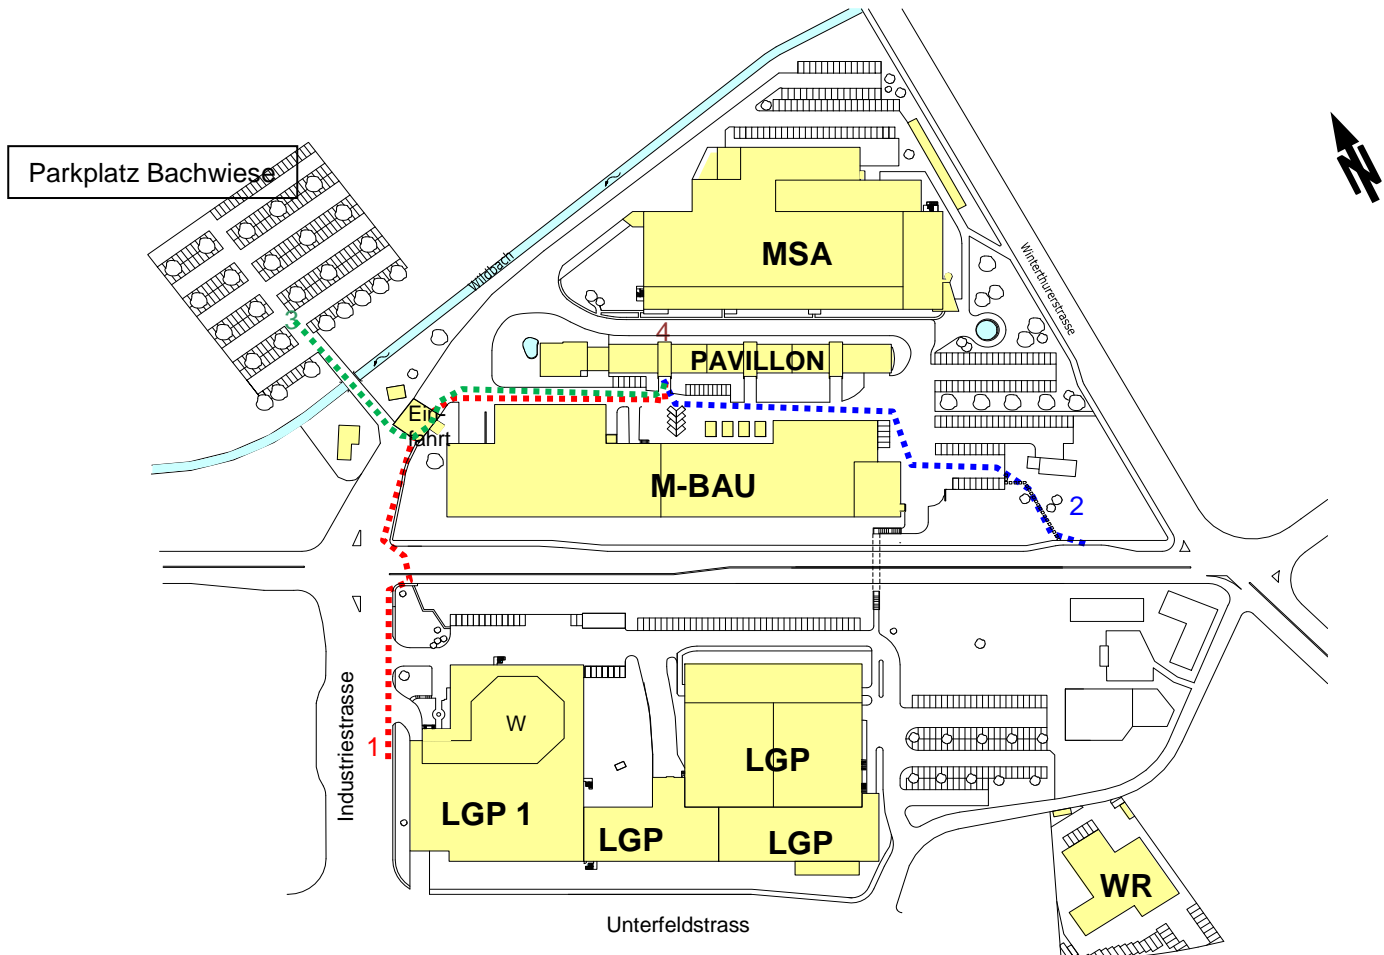 Parkplatz Bachwiese
N
MSA
Wildbach
Winterthurerstrasse
3
4
PAVILLON
Ein-
fahrt
M-BAU
2
Industriestrasse
1
W
LGP
LGP 1
LGP
LGP
WR
Unterfeldstrass